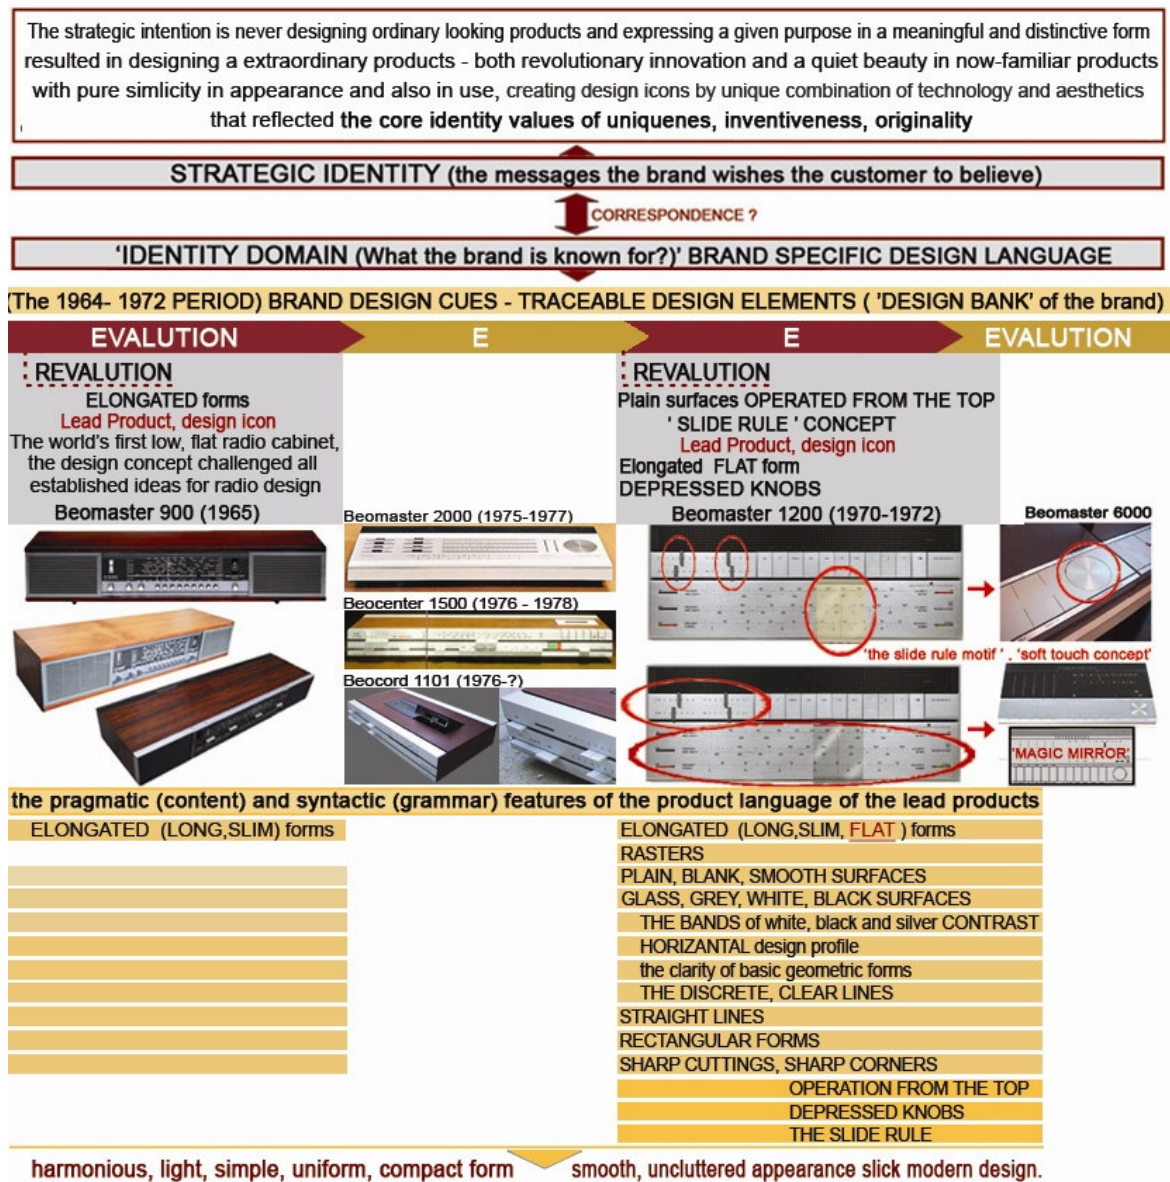 The strategic intention is never designing ordinary looking products and expressing a given purpose in a meaningful and distinctive form
resulted in designing a extraordinary products - both revolutionary innovation and a quiet beauty in now-familiar products
with pure simlicity in appearance and also in use, creating design icons by unique combination of technology and aesthetics
that reflected the core identity values of uniquenes, inventiveness, originality
STRATEGIC IDENTITY (the messages the brand wishes the customer to believe)
CORRESPONDENCE ?
'IDENTITY DOMAIN (What the brand is known for?)' BRAND SPECIFIC DESIGN LANGUAGE
(The 1964- 1972 PERIOD) BRAND DESIGN CUES - TRACEABLE DESIGN ELEMENTS ( 'DESIGN BANK' of the brand)
EVALUTION
E
E
EVALUTION
REVALUTION
ELONGATED forms
Lead Product, design icon
The world's first low, flat radio cabinet,
the design concept challenged all
established ideas for radio design
Beomaster 900 (1965)
Beomaster 2000 (1975-1977)
Beocenter 1500 (1976 - 1978)
Beocord 1101 (1976-?)
REVALUTION
Plain surfaces OPERATED FROM THE TOP
' SLIDE RULE ' CONCEPT
Lead Product, design icon
Elongated FLAT form
DEPRESSED KNOBS
Beomaster 1200 (1970-1972)
Beomaster 6000
'the slide rule motif ' , 'soft touch concept'
'MAGIC MIRROR'
the pragmatic (content) and syntactic (grammar) features of the product language of the lead products
ELONGATED (LONG,SLIM) forms
ELONGATED (LONG,SLIM, FLAT ) forms
RASTERS
PLAIN, BLANK, SMOOTH SURFACES
GLASS, GREY, WHITE, BLACK SURFACES
THE BANDS of white, black and silver CONTRAST
HORIZANTAL design profile
the clarity of basic geometric forms
THE DISCRETE, CLEAR LINES
STRAIGHT LINES
RECTANGULAR FORMS
SHARP CUTTINGS, SHARP CORNERS
OPERATION FROM THE TOP
DEPRESSED KNOBS
THE SLIDE RULE
harmonious, light, simple, uniform, compact form
smooth, uncluttered appearance slick modern design.